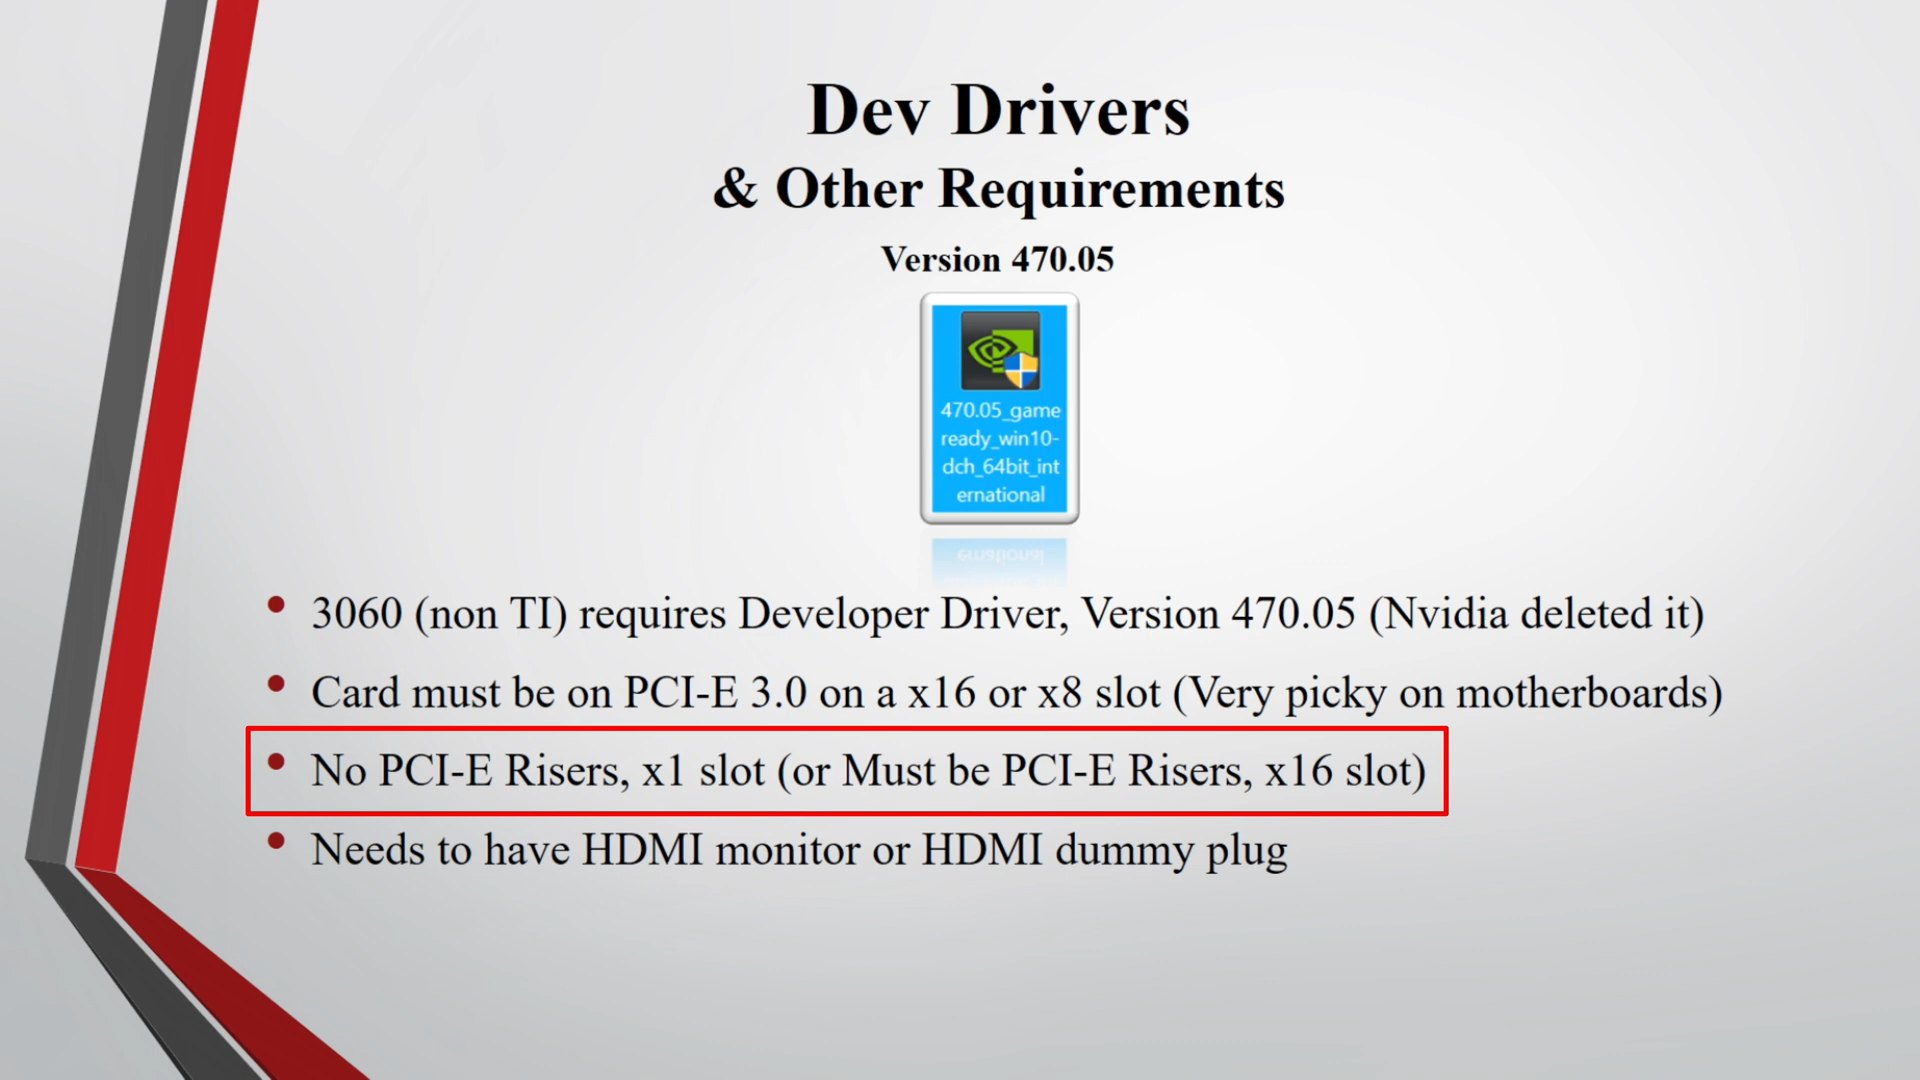 Dev Drivers
& Other Requirements
Version 470.05
470.05_game
ready_win10-
dch_64bit_int
ernational
ernational
• 3060 (non TI) requires Developer Driver, Version 470.05 (Nvidia deleted it)
• Card must be on PCI-E 3.0 on a x16 or x8 slot (Very picky on motherboards)
• No PCI-E Risers, x1 slot (or Must be PCI-E Risers, x16 slot)
• Needs to have HDMI monitor or HDMI dummy plug